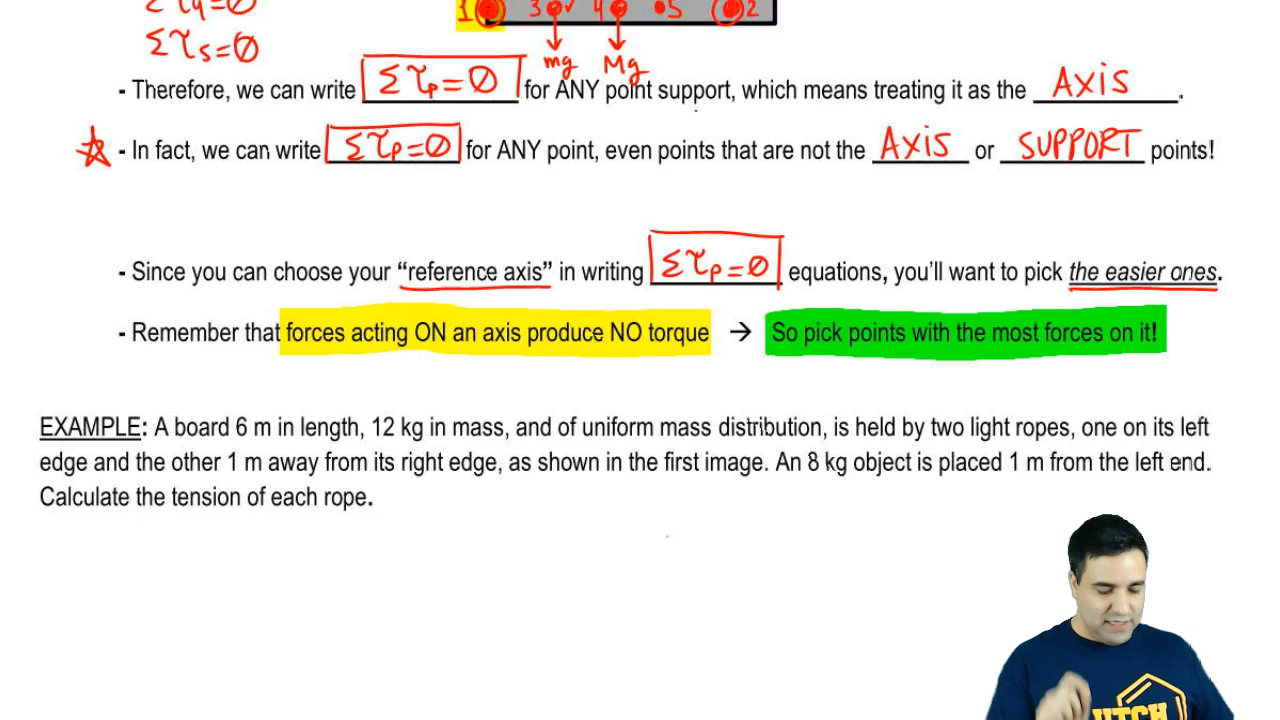 Στ4=0
Στ5=0
1 3 4 5 2
mg Mg
- Therefore, we can write Στp=0 for ANY point support, which means treating it as the AXIS.
- In fact, we can write Στp=0 for ANY point, even points that are not the AXIS or SUPPORT points!
- Since you can choose your “reference axis” in writing Στp=0 equations, you’ll want to pick the easier ones.
- Remember that forces acting ON an axis produce NO torque → So pick points with the most forces on it!
EXAMPLE: A board 6 m in length, 12 kg in mass, and of uniform mass distribution, is held by two light ropes, one on its left
edge and the other 1 m away from its right edge, as shown in the first image. An 8 kg object is placed 1 m from the left end.
Calculate the tension of each rope.